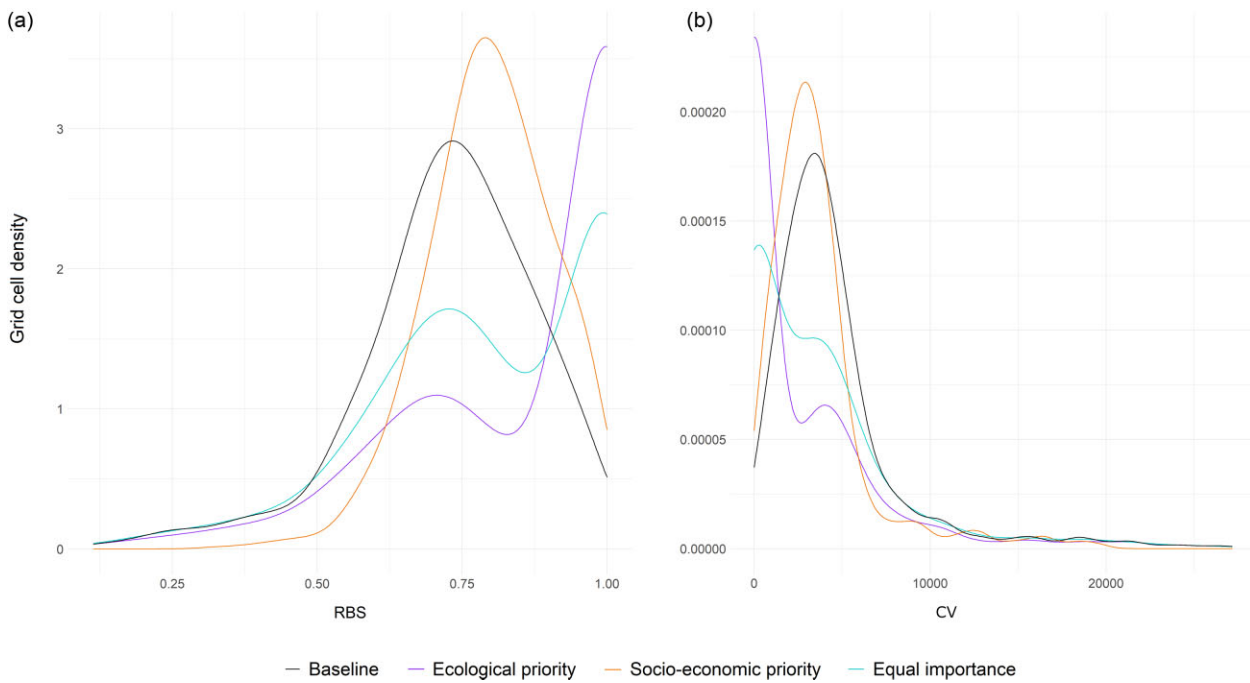 (a)
(b)
Grid cell density
3
2
1
0
0.25 0.50 0.75 1.00
RBS
0.00020
0.00015
0.00010
0.00005
0.00000
0 10000 20000
CV
Baseline Ecological priority Socio-economic priority Equal importance